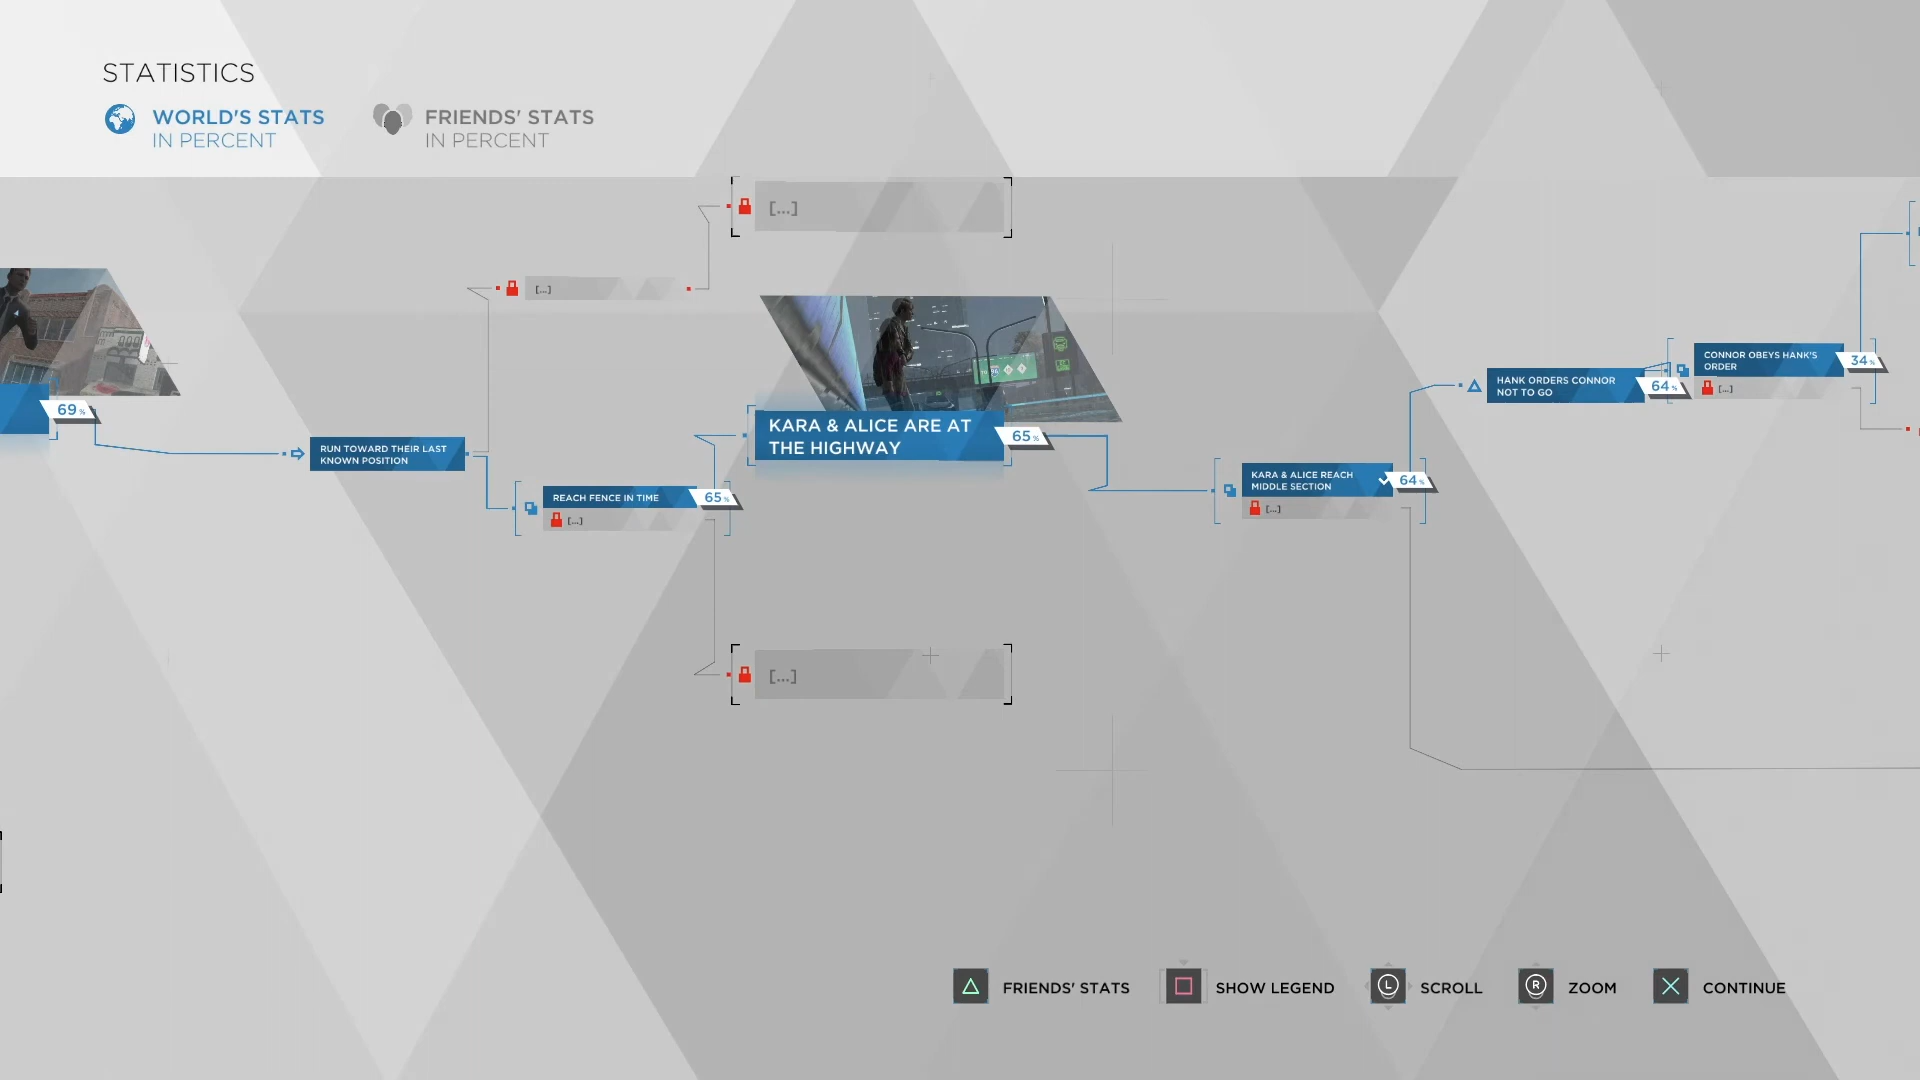 STATISTICS
WORLD'S STATS
IN PERCENT
FRIENDS' STATS
IN PERCENT
[...]
[...]
69%
RUN TOWARD THEIR LAST
KNOWN POSITION
REACH FENCE IN TIME
65%
[...]
KARA & ALICE ARE AT
THE HIGHWAY
65%
[...]
KARA & ALICE REACH
MIDDLE SECTION
64%
[...]
HANK ORDERS CONNOR
NOT TO GO
64%
CONNOR OBEYS HANK'S
ORDER
34%
[...]
FRIENDS' STATS
SHOW LEGEND
L
SCROLL
R
ZOOM
CONTINUE